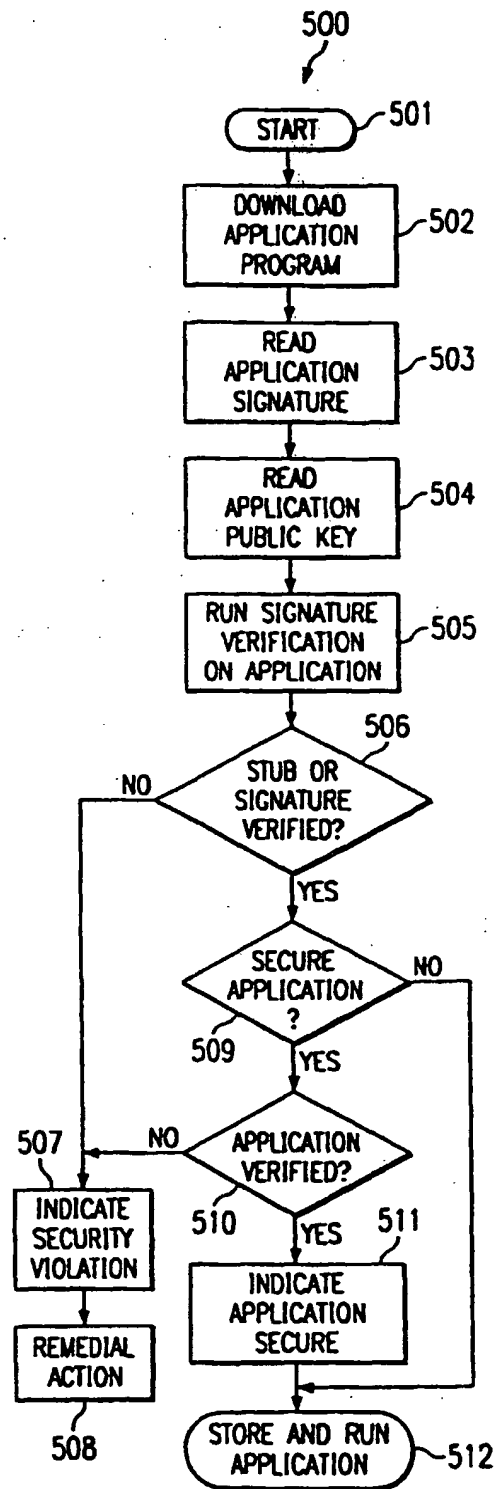 500
START
501
DOWNLOAD
APPLICATION
PROGRAM
502
READ
APPLICATION
SIGNATURE
503
READ
APPLICATION
PUBLIC KEY
504
RUN SIGNATURE
VERIFICATION
ON APPLICATION
505
506
STUB OR
SIGNATURE
VERIFIED?
NO
YES
SECURE
APPLICATION
?
509
NO
YES
APPLICATION
VERIFIED?
510
NO
YES
507
INDICATE
SECURITY
VIOLATION
511
INDICATE
APPLICATION
SECURE
REMEDIAL
ACTION
508
STORE AND RUN
APPLICATION
512